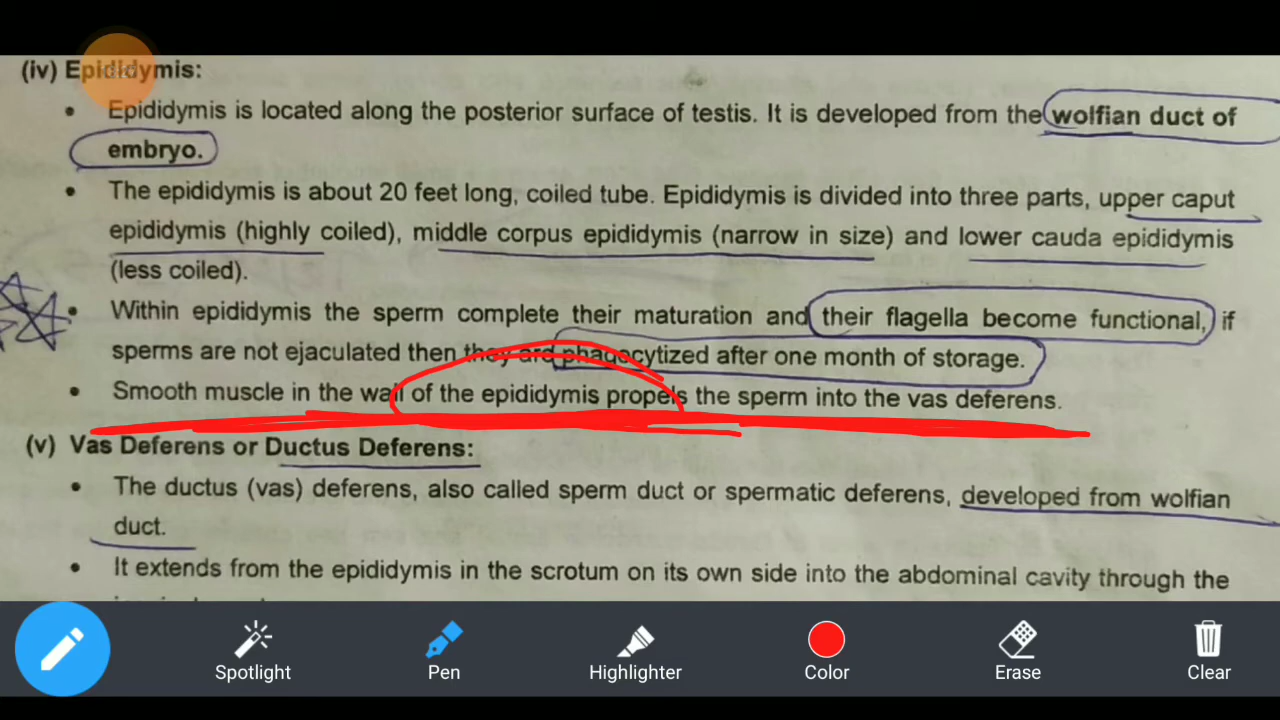 (iv) Epididymis:
• Epididymis is located along the posterior surface of testis. It is developed from the wolfian duct of
embryo.
• The epididymis is about 20 feet long, coiled tube. Epididymis is divided into three parts, upper caput
epididymis (highly coiled), middle corpus epididymis (narrow in size) and lower cauda epididymis
(less coiled).
• Within epididymis the sperm complete their maturation and their flagella become functional, if
sperms are not ejaculated then they are phagocytized after one month of storage.
• Smooth muscle in the wall of the epididymis propels the sperm into the vas deferens.
(v) Vas Deferens or Ductus Deferens:
• The ductus (vas) deferens, also called sperm duct or spermatic deferens, developed from wolfian
duct.
• It extends from the epididymis in the scrotum on its own side into the abdominal cavity through the
Spotlight Pen Highlighter Color Erase Clear